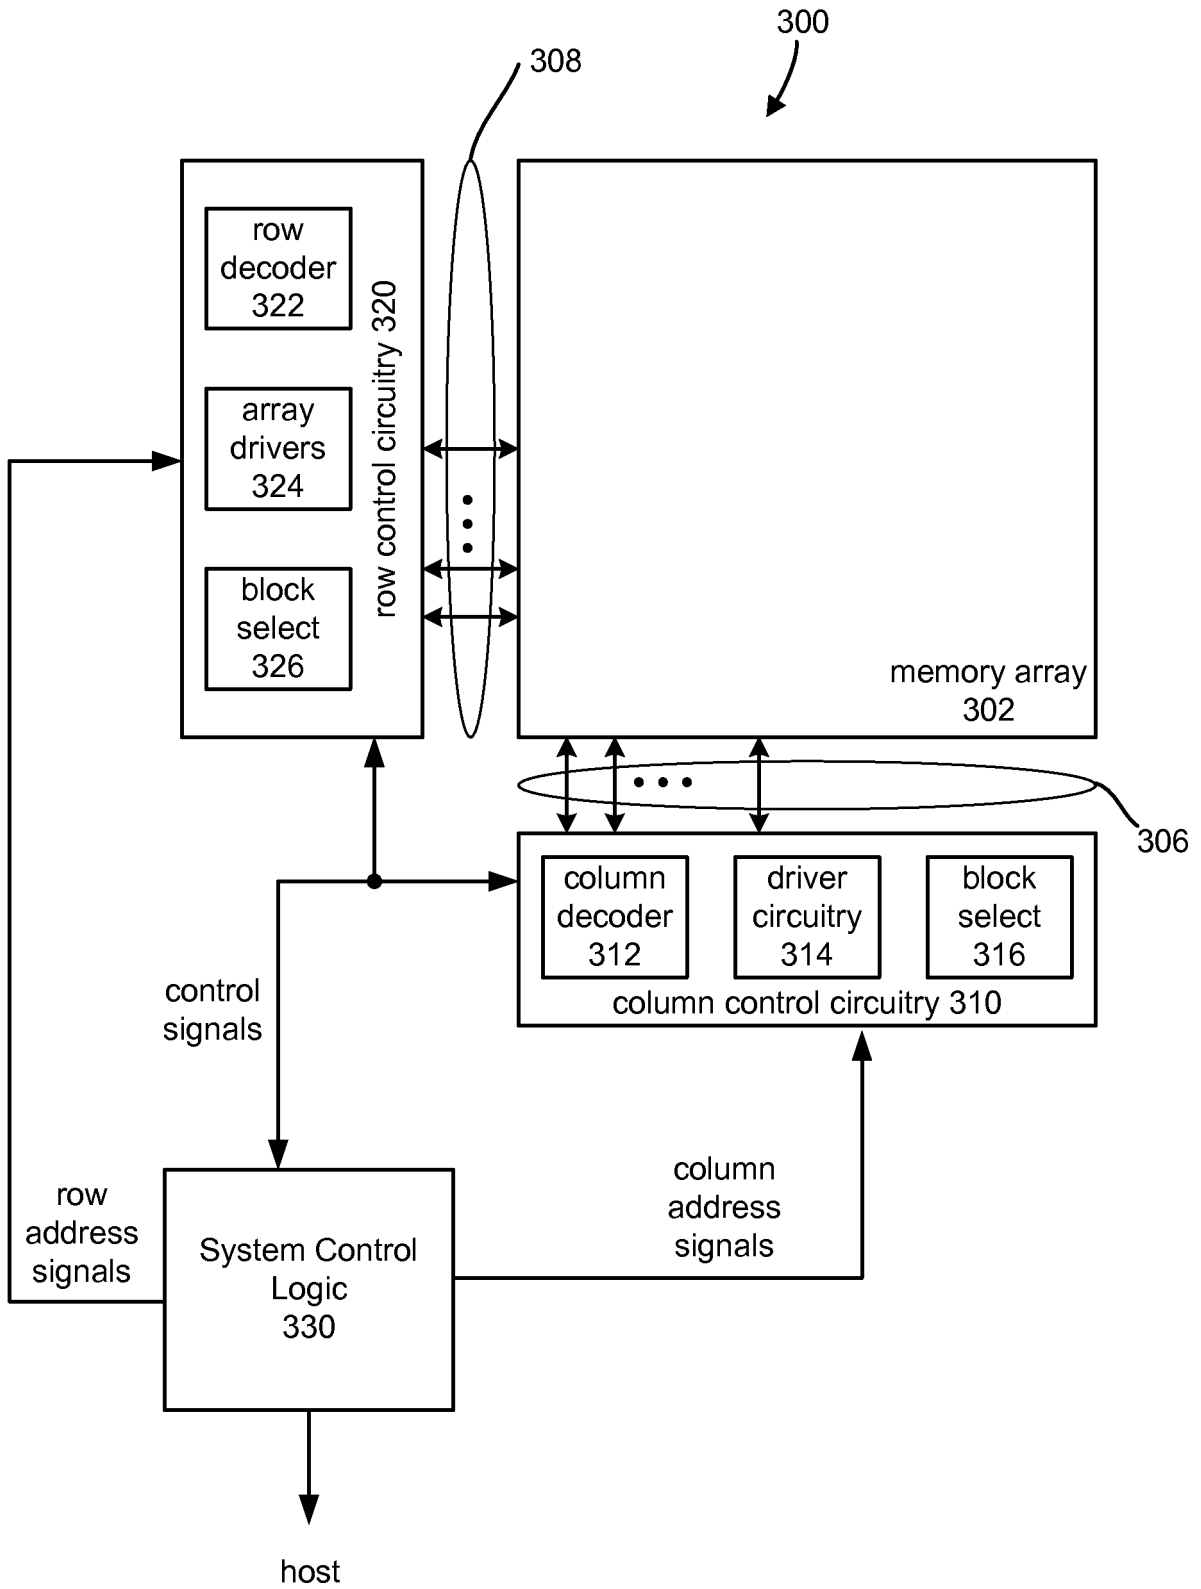 300
308
row
decoder
322
array
drivers
324
block
select
326
row control circuitry 320
memory array
302
306
column
decoder
312
driver
circuitry
314
block
select
316
column control circuitry 310
control
signals
row
address
signals
column
address
signals
System Control
Logic
330
host